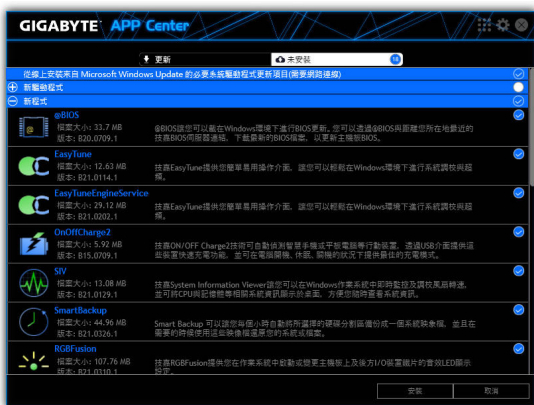 GIGABYTE APP Center
更新
未安裝
從線上安裝來自 Microsoft Windows Update 的必要系統驅動程式更新項目(需要網路連線)
新驅動程式
新程式
@BIOS
檔案大小: 33.7 MB
版本: B20.0709.1
@BIOS讓您可以藉在Windows環境下進行BIOS更新。您可以透過@BIOS與距離您所在地最近的
技嘉BIOS伺服器連結，下載最新的BIOS檔案，以更新主機板BIOS。
EasyTune
檔案大小: 12.63 MB
版本: B21.0114.1
技嘉EasyTune提供您簡單易用操作介面，讓您可以輕鬆在Windows環境下進行系統調校與超
頻。
EasyTuneEngineService
檔案大小: 29.12 MB
版本: B21.0202.1
技嘉EasyTune提供您簡單易用操作介面，讓您可以輕鬆在Windows環境下進行系統調校與超
頻。
OnOffCharge2
檔案大小: 5.92 MB
版本: B15.0709.1
技嘉ON/OFF Charge2技術可自動偵測智慧手機或平板電腦等行動裝置，透過USB介面提供這
些裝置快速充電功能，並可在電腦開機、休眠、關機的狀況下提供最佳的充電模式。
SIV
檔案大小: 13.08 MB
版本: B21.0129.1
技嘉System Information Viewer讓您可以在Windows作業系統中即時監控及調校風扇轉速，
並可將CPU與記憶體等相關系統資訊顯示於桌面，方便您隨時查看系統資訊。
SmartBackup
檔案大小: 44.96 MB
版本: B21.0326.1
Smart Backup 可以讓您每個小時自動將所選擇的硬碟分割區備份成一個系統映象檔，並且在
需要的時候使用這些映像檔還原您的系統或檔案。
RGBFusion
檔案大小: 107.76 MB
版本: B21.0310.1
技嘉RGBFusion提供您在作業系統中啟動或變更主機板上及後方I/O裝置鐵片的音效LED顯示
設定。
安裝
取消